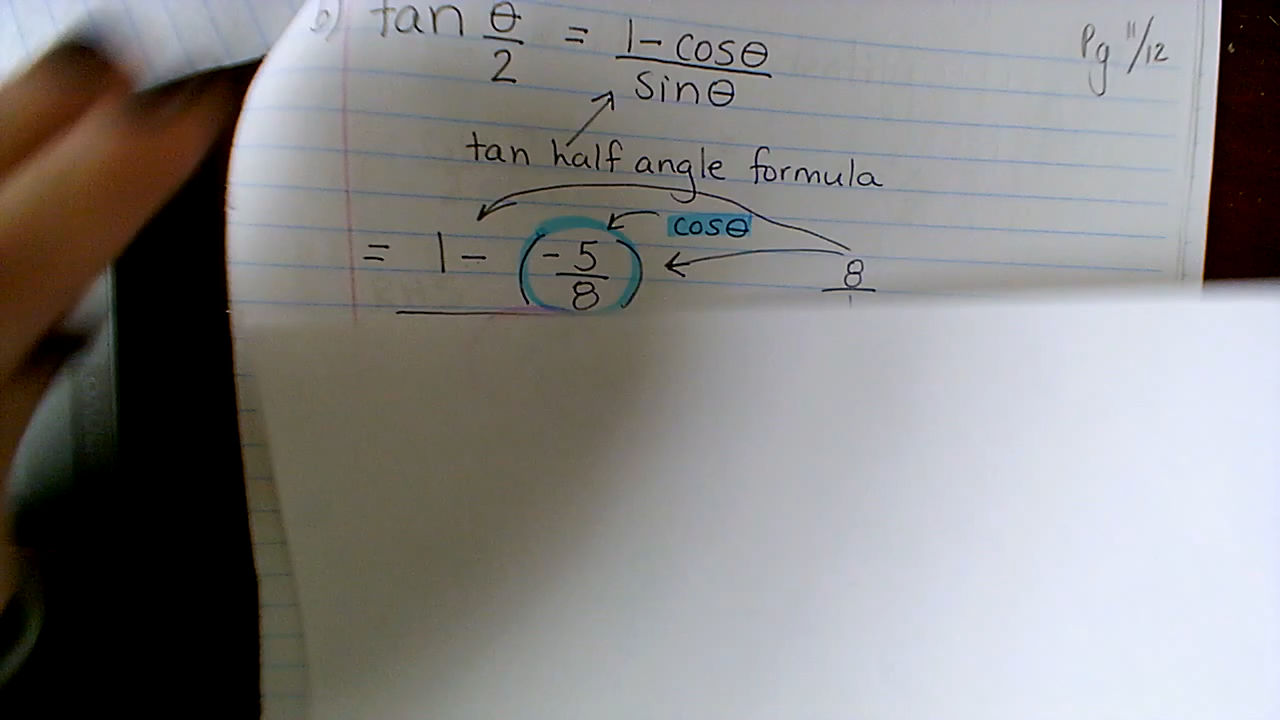 b) tan θ/2 = 1-cosθ/sinθ
Pg 11/12
tan half angle formula
= 1 - (-5/8) cosθ
8